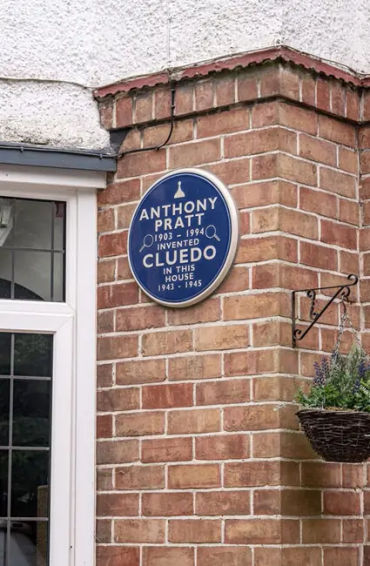 ANTHONY
PRATT
1903 - 1994
INVENTED
CLUEDO
IN THIS
HOUSE
1943 - 1945